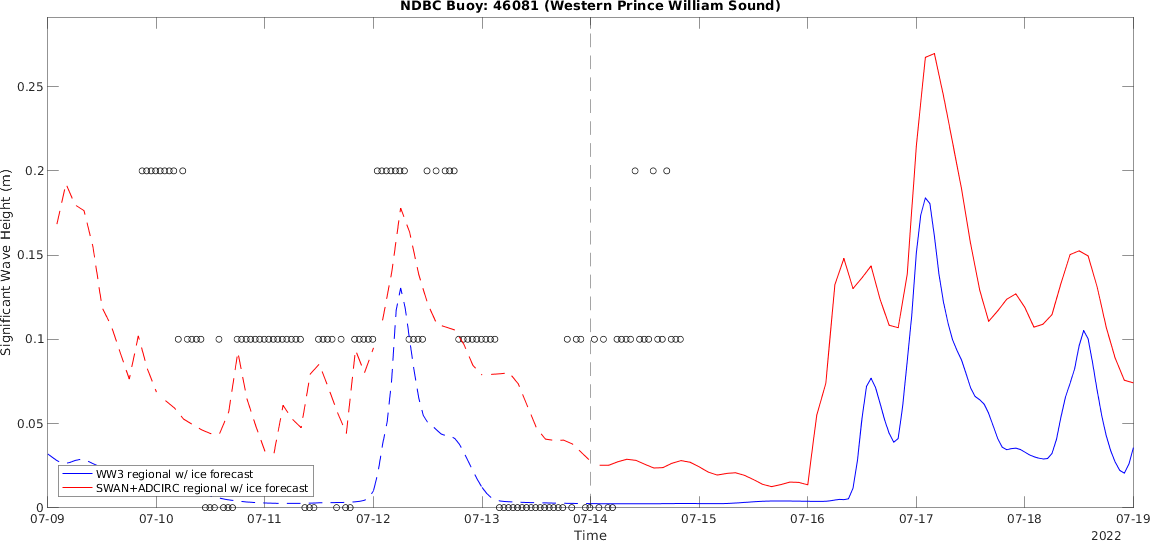 NDBC Buoy: 46081 (Western Prince William Sound)
Significant Wave Height (m)
0.25
0.2
0.15
0.1
0.05
0
WW3 regional w/ ice forecast
SWAN+ADCIRC regional w/ ice forecast
07-09 07-10 07-11 07-12 07-13 07-14 07-15 07-16 07-17 07-18 07-19
Time
2022